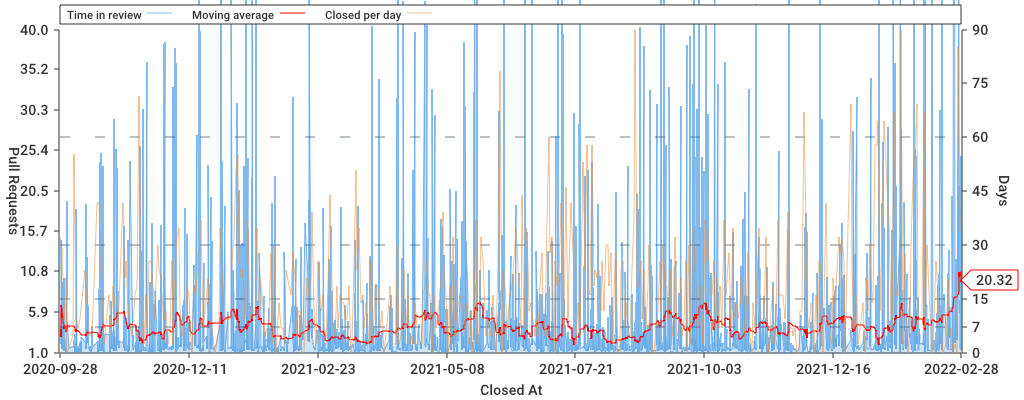 Time in review Moving average Closed per day
40.0 90
35.2 75
30.3 60
25.4 45
20.5 30
15.7 15
10.8 7
5.9 0
1.0
Pull Requests
Days
20.32
2020-09-28 2020-12-11 2021-02-23 2021-05-08 2021-07-21 2021-10-03 2021-12-16 2022-02-28
Closed At